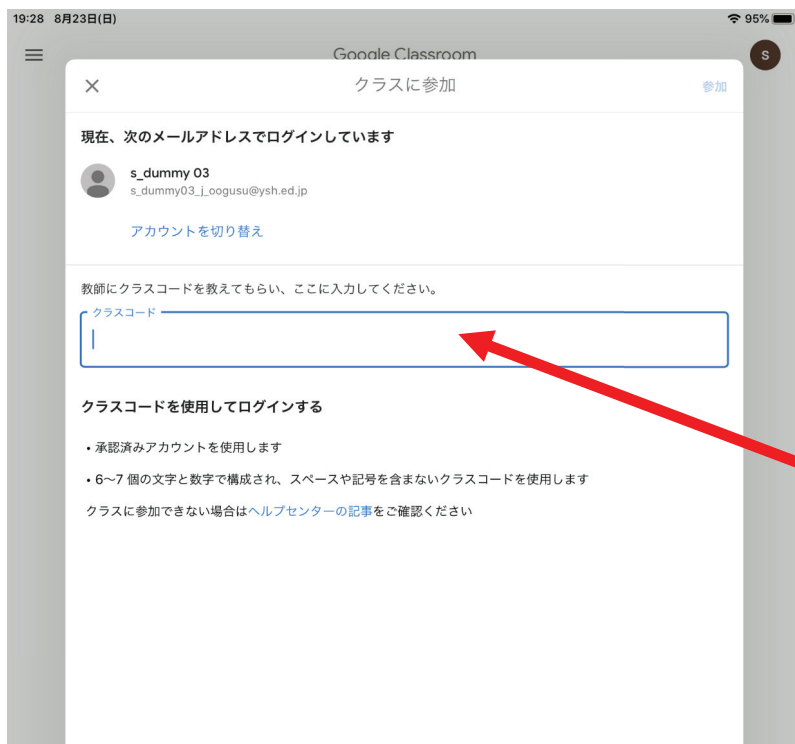 19:28 8月23日(日) 95%
Google Classroom
S
クラスに参加 参加
現在、次のメールアドレスでログインしています
s_dummy 03
s_dummy03_j_oogusu@ysh.ed.jp
アカウントを切り替え
教師にクラスコードを教えてもらい、ここに入力してください。
クラスコード
クラスコードを使用してログインする
• 承認済みアカウントを使用します
• 6〜7 個の文字と数字で構成され、スペースや記号を含まないクラスコードを使用します
クラスに参加できない場合はヘルプセンターの記事をご確認ください